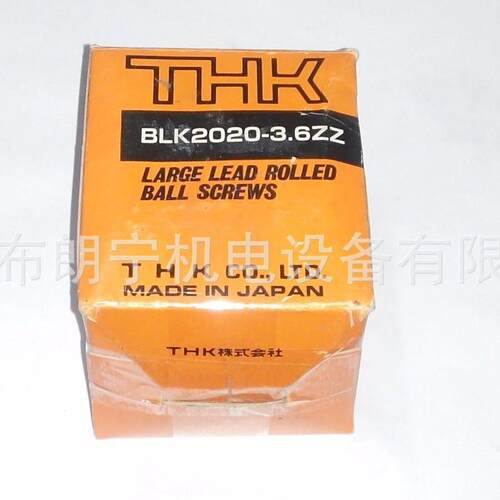 THK
BLK2020-3.6ZZ
LARGE LEAD ROLLED
BALL SCREWS
布朗宁机电设备有限
THK CO., LTD.
MADE IN JAPAN
THK株式会社